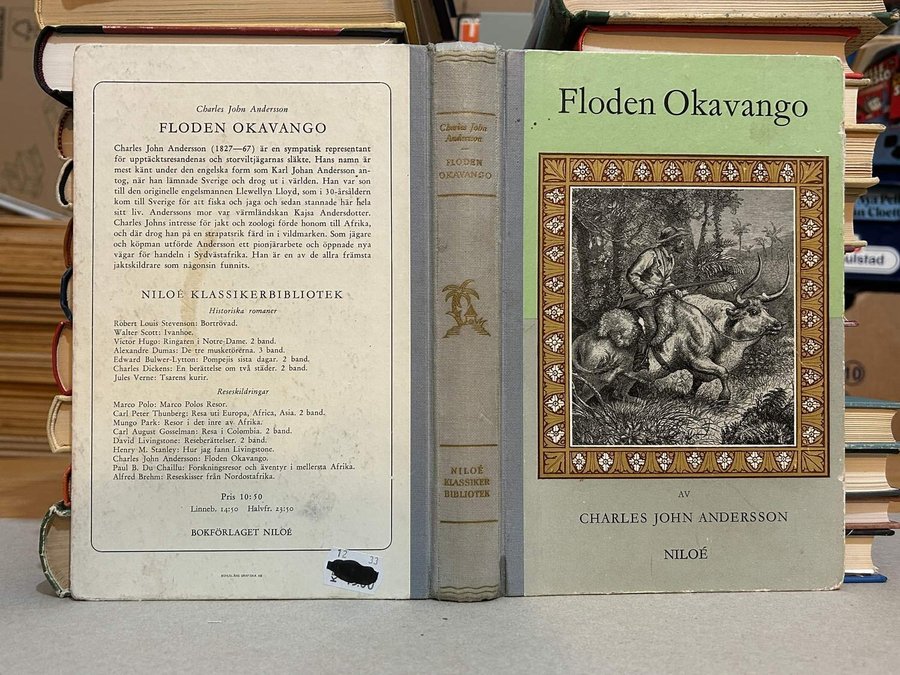 Charles John Andersson
FLODEN OKAVANGO
Charles John Andersson (1827—67) är en sympatisk representant
för upptäcktsresandenas och storviltjägarnas släkte. Hans namn är
mest känt under den engelska form som Karl Johan Andersson an-
tog, när han lämnade Sverige och drog ut i världen. Han var son
till den originelle engelsmannen Llewellyn Lloyd, som i 30-årsåldern
kom till Sverige för att fiska och jaga och sedan stannade här hela
sitt liv. Anderssons mor var värmländskan Kajsa Andersdotter.
Charles Johns intresse för jakt och zoologi förde honom till Afrika,
och där drog han på en strapatsrik färd in i vildmarken. Som jägare
och köpman utförde Andersson ett pionjärarbete och öppnade nya
vägar för handeln i Sydvästafrika. Han är en av de allra främsta
jaktskildrare som någonsin funnits.
NILOÉ KLASSIKERBIBLIOTEK
Historiska romaner
Robert Louis Stevenson: Bortrövad.
Walter Scott: Ivanhoe.
Victor Hugo: Ringaren i Notre-Dame. 2 band.
Alexandre Dumas: De tre musketörerna. 3 band.
Edward Bulwer-Lytton: Pompejis sista dagar. 2 band.
Charles Dickens: En berättelse om två städer. 2 band.
Jules Verne: Tsarens kurir.
Reseskildringar
Marco Polo: Marco Polos Resor.
Carl Peter Thunberg: Resa uti Europa, Africa, Asia. 2 band.
Mungo Park: Resor i det inre av Afrika.
Carl August Gosselman: Resa i Colombia. 2 band.
David Livingstone: Reseberättelser. 2 band.
Henry M. Stanley: Hur jag fann Livingstone.
Charles John Andersson: Floden Okavango.
Paul B. Du Chaillu: Forskningsresor och äventyr i mellersta Afrika.
Alfred Brehm: Reseskisser från Nordostafrika.
Pris 10:50
Linneb. 14:50 Halvfr. 23:50
BOKFÖRLAGET NILOÉ
12 33
Charles John
Andersson
FLODEN
OKAVANGO
NILOÉ
KLASSIKER
BIBLIOTEK
Floden Okavango
AV
CHARLES JOHN ANDERSSON
NILOÉ
ulstad
10